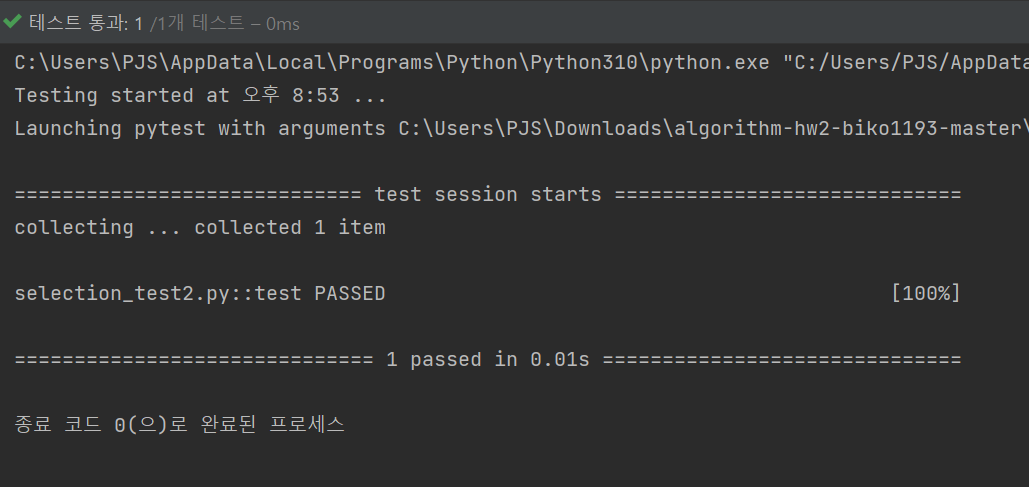 테스트 통과: 1 /1개 테스트 – 0ms
C:\Users\PJS\AppData\Local\Programs\Python\Python310\python.exe "C:/Users/PJS/AppData
Testing started at 오후 8:53 ...
Launching pytest with arguments C:\Users\PJS\Downloads\algorithm-hw2-biko1193-master\
============================= test session starts =============================
collecting ... collected 1 item
selection_test2.py::test PASSED [100%]
============================== 1 passed in 0.01s ==============================
종료 코드 0(으)로 완료된 프로세스